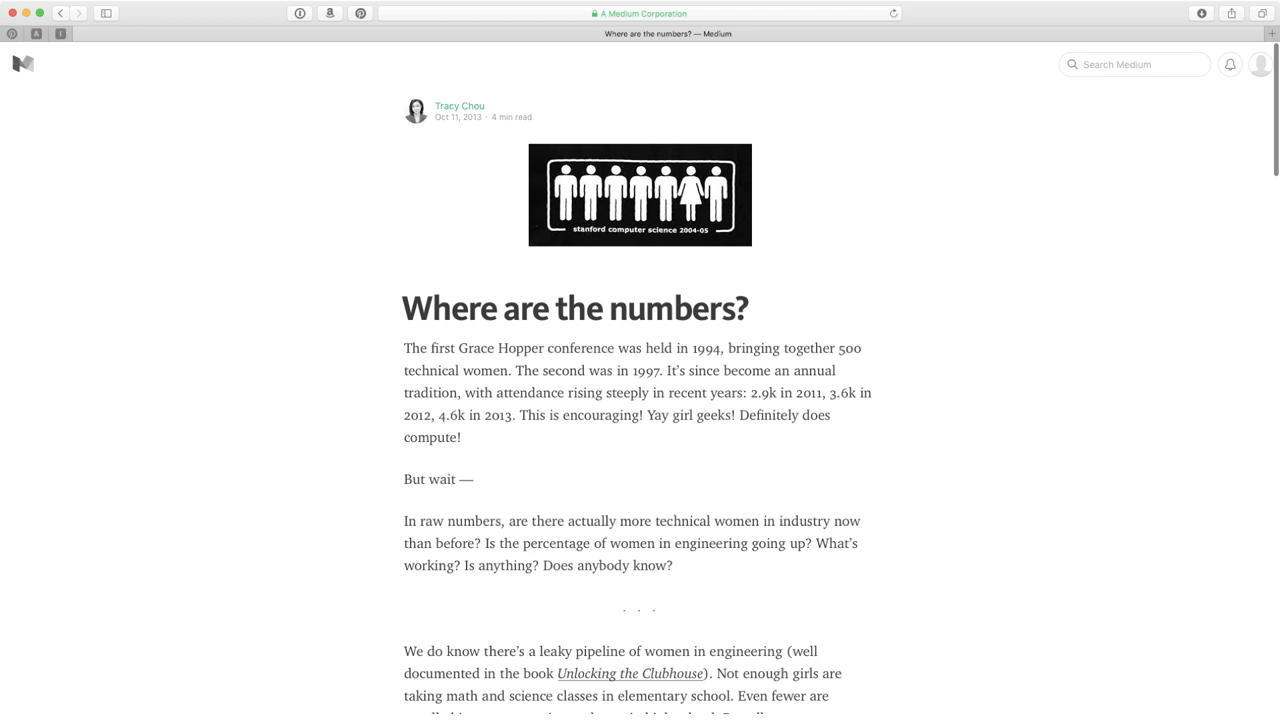 A Medium Corporation
A
I
Where are the numbers? — Medium
Search Medium
Tracy Chou
Oct 11, 2013 · 4 min read
stanford computer science 2004-05
Where are the numbers?
The first Grace Hopper conference was held in 1994, bringing together 500
technical women. The second was in 1997. It’s since become an annual
tradition, with attendance rising steeply in recent years: 2.9k in 2011, 3.6k in
2012, 4.6k in 2013. This is encouraging! Yay girl geeks! Definitely does
compute!
But wait —
In raw numbers, are there actually more technical women in industry now
than before? Is the percentage of women in engineering going up? What’s
working? Is anything? Does anybody know?
. . .
We do know there’s a leaky pipeline of women in engineering (well
documented in the book Unlocking the Clubhouse). Not enough girls are
taking math and science classes in elementary school. Even fewer are